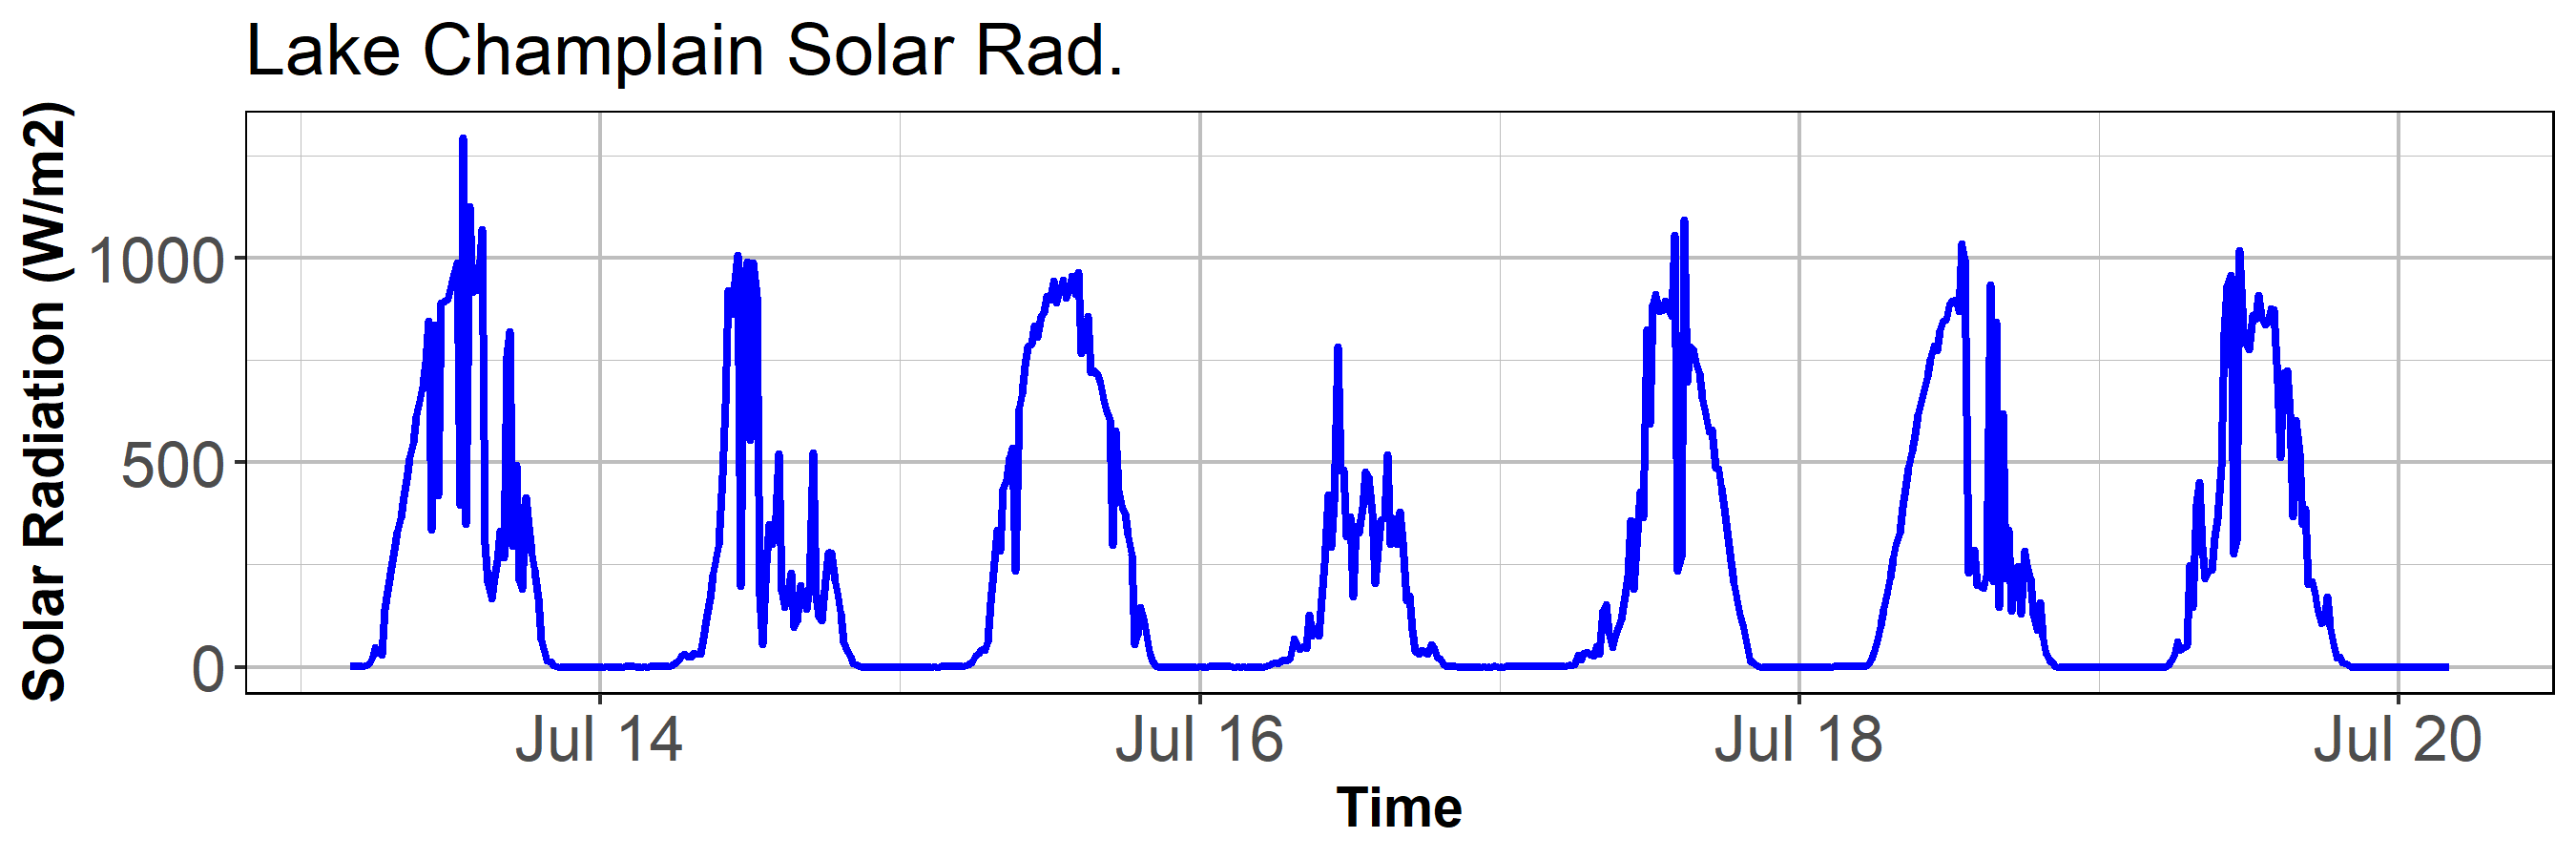 Lake Champlain Solar Rad.
Solar Radiation (W/m2)
1000
500
0
Jul 14 Jul 16 Jul 18 Jul 20
Time